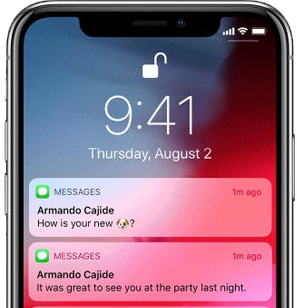 9:41
Thursday, August 2
MESSAGES 1m ago
Armando Cajide
How is your new 🐶?
MESSAGES 1m ago
Armando Cajide
It was great to see you at the party last night.